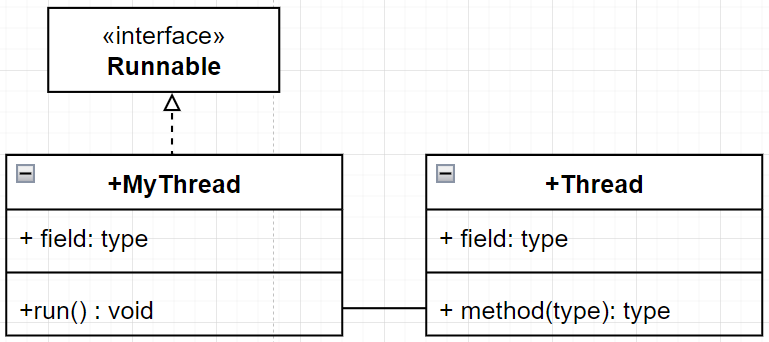 «interface»
Runnable
+MyThread
+ field: type
+run() : void
+Thread
+ field: type
+ method(type): type